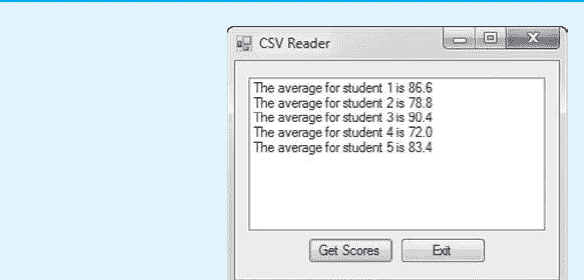 CSV Reader
The average for student 1 is 86.6
The average for student 2 is 78.8
The average for student 3 is 90.4
The average for student 4 is 72.0
The average for student 5 is 83.4
Get Scores Exit